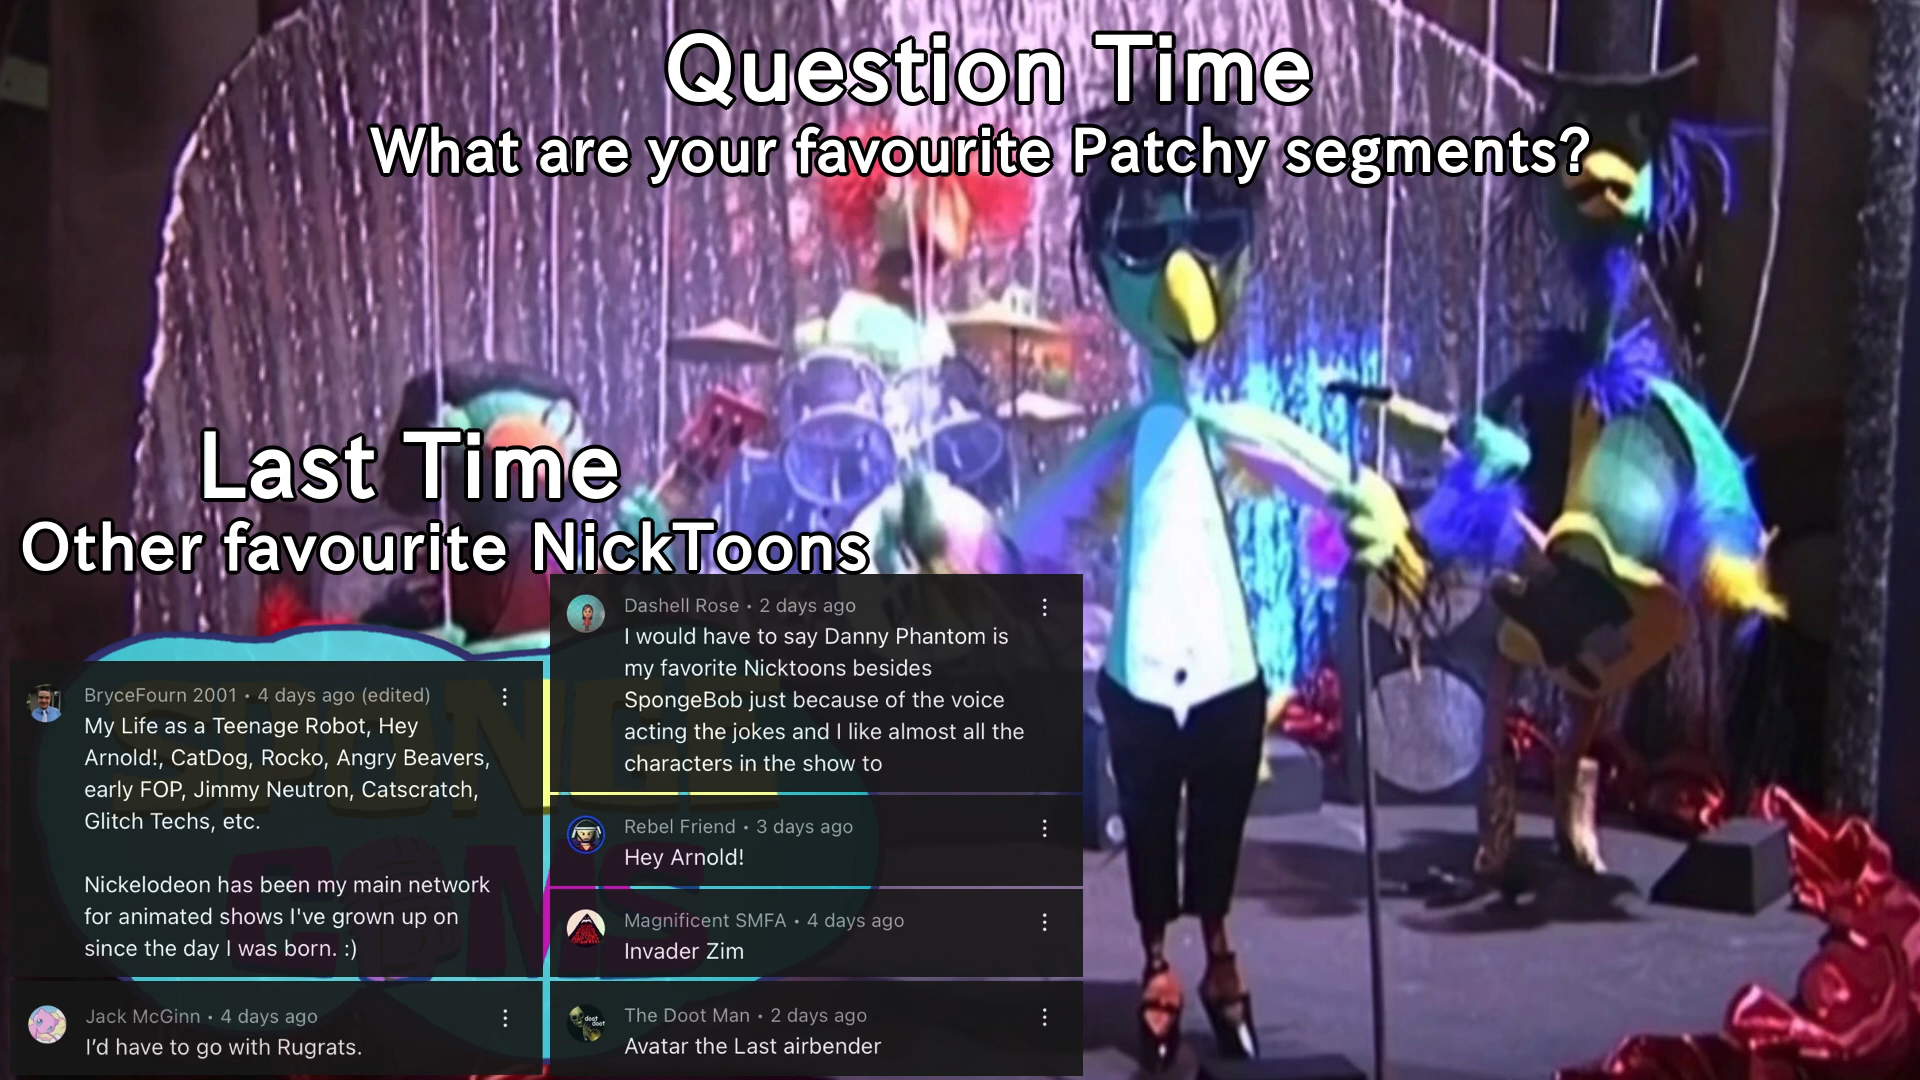 Question Time
What are your favourite Patchy segments?
Last Time
Other favourite NickToons
BryceFourn 2001 • 4 days ago (edited)
My Life as a Teenage Robot, Hey
Arnold!, CatDog, Rocko, Angry Beavers,
early FOP, Jimmy Neutron, Catscratch,
Glitch Techs, etc.
Nickelodeon has been my main network
for animated shows I've grown up on
since the day I was born. :)
Jack McGinn • 4 days ago
I'd have to go with Rugrats.
Dashell Rose • 2 days ago
I would have to say Danny Phantom is
my favorite Nicktoons besides
SpongeBob just because of the voice
acting the jokes and I like almost all the
characters in the show to
Rebel Friend • 3 days ago
Hey Arnold!
Magnificent SMFA • 4 days ago
Invader Zim
The Doot Man • 2 days ago
doot
doot
Avatar the Last airbender